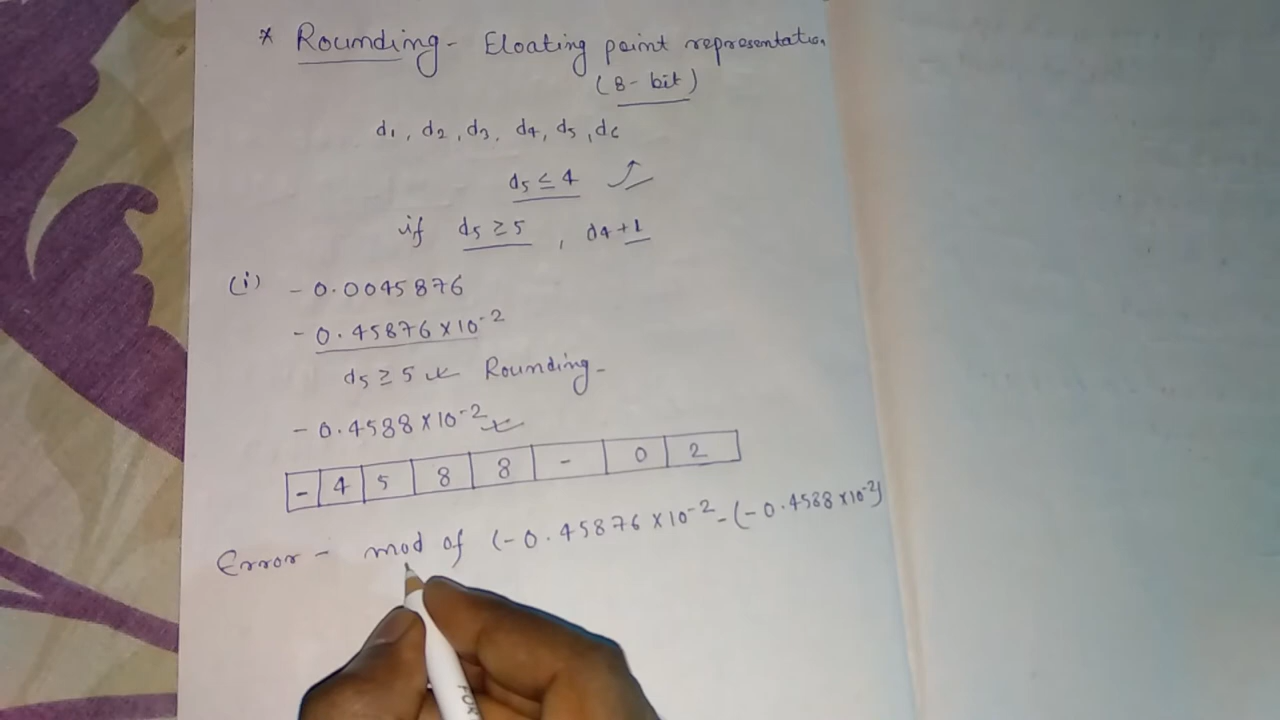 * Rounding - Eloating point representation
(8-bit)
d1, d2, d3, d4, d5, d6
d5 ≤ 4
if d5 ≥ 5, d4+1
(i) - 0.0045876
- 0.45876 × 10^-2
d5 ≥ 5 Rounding -
- 0.4588 × 10^-2
- 4 5 8 8 - 0 2
Error - mod of (-0.45876 × 10^-2 - (-0.4588 × 10^-2)
FOR